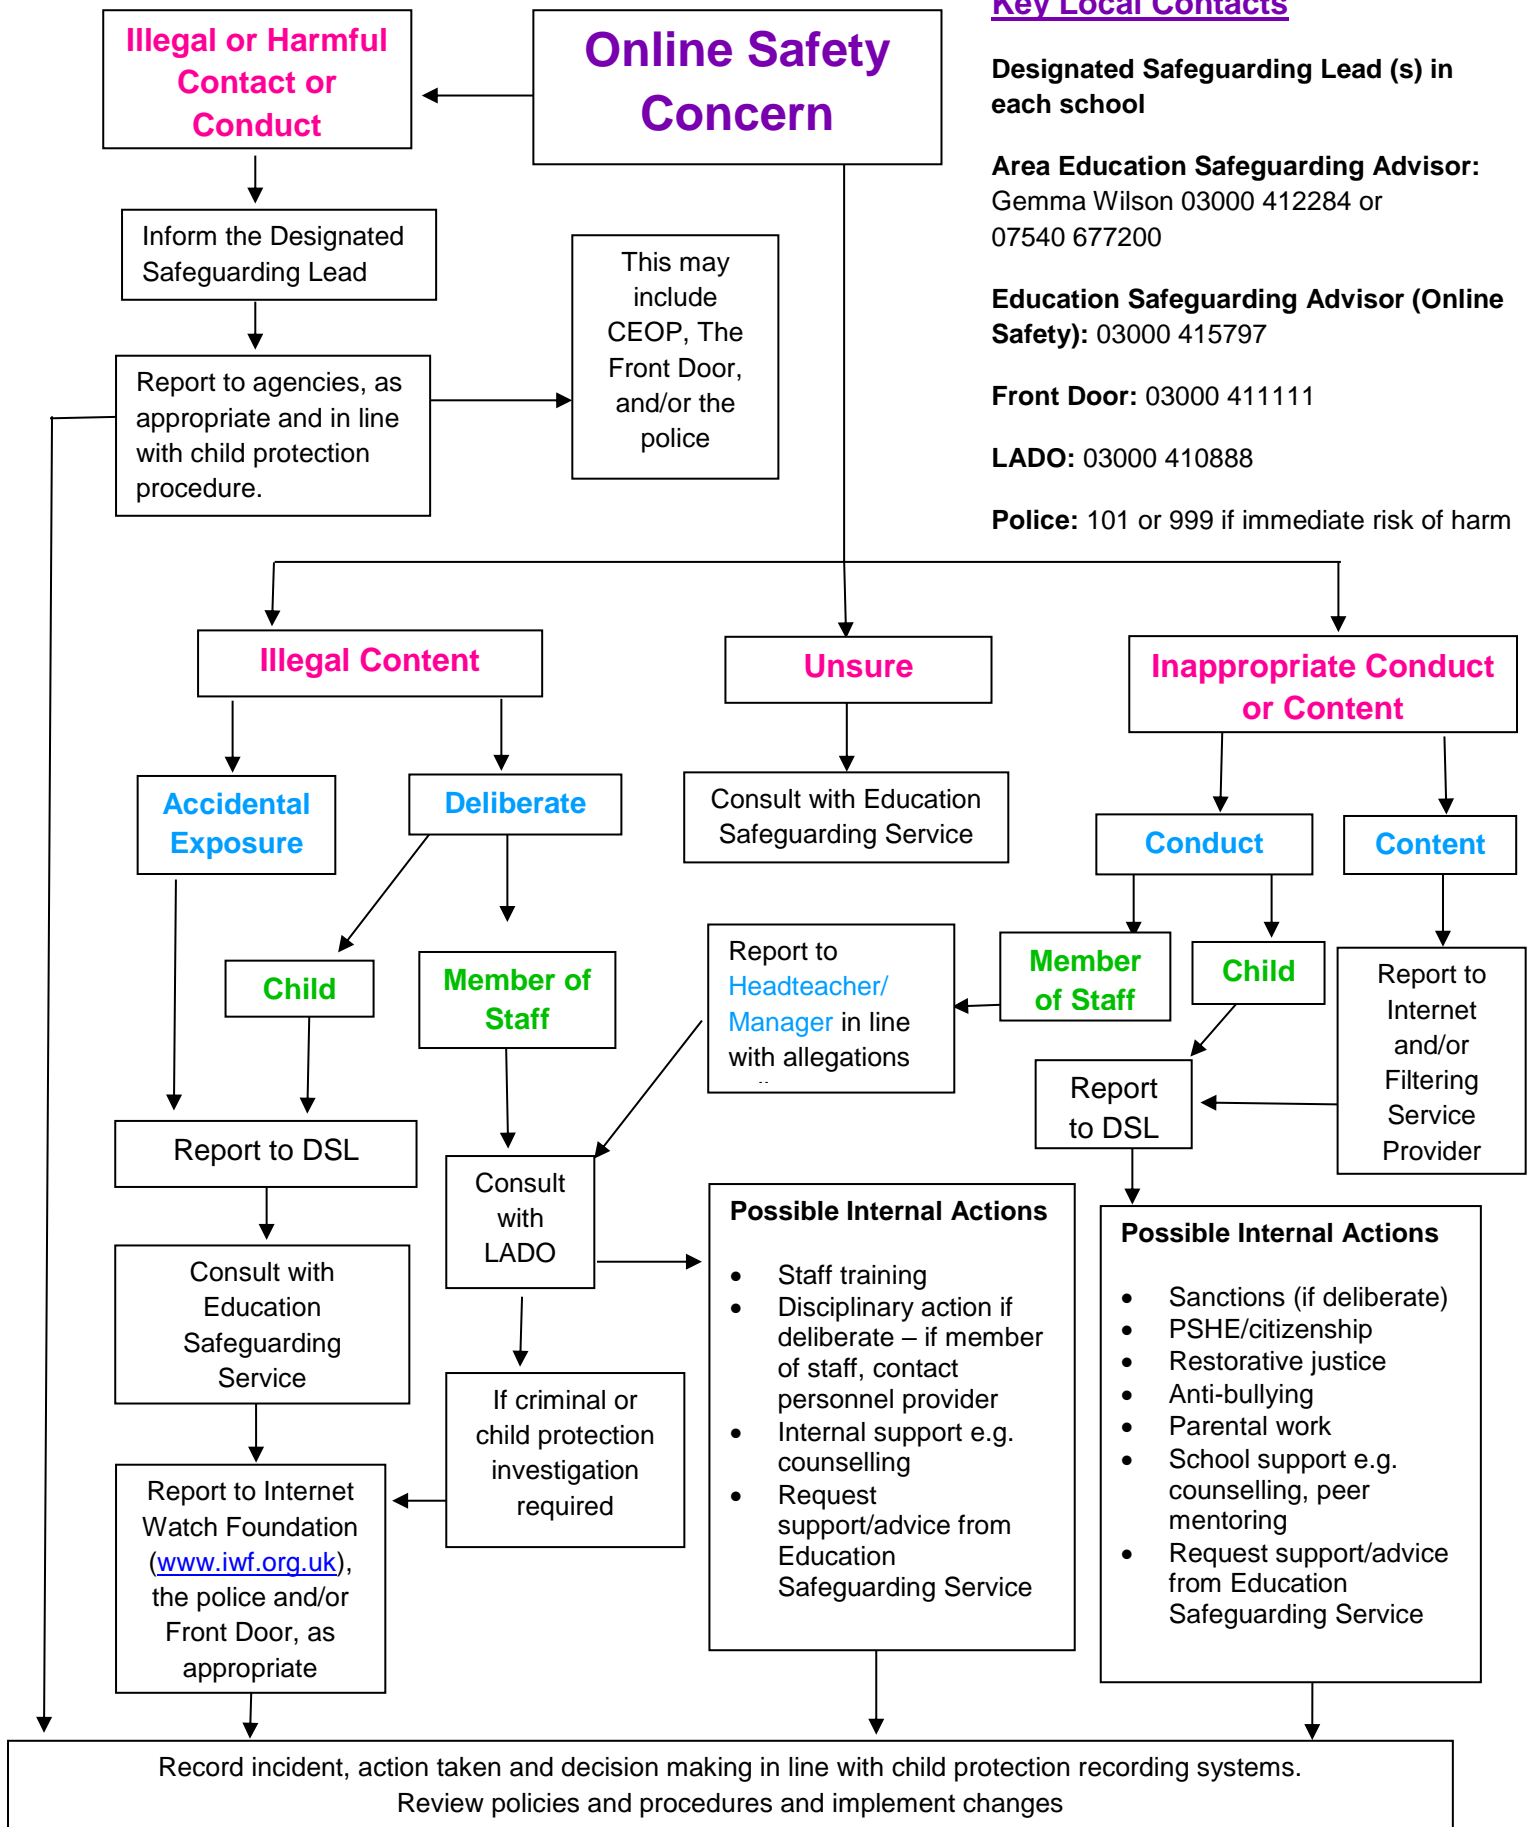 Illegal or Harmful
Contact or
Conduct
Online Safety
Concern
Key Local Contacts
Designated Safeguarding Lead (s) in
each school
Area Education Safeguarding Advisor:
Gemma Wilson 03000 412284 or
07540 677200
Education Safeguarding Advisor (Online
Safety): 03000 415797
Front Door: 03000 411111
LADO: 03000 410888
Police: 101 or 999 if immediate risk of harm
Inform the Designated
Safeguarding Lead
Report to agencies, as
appropriate and in line
with child protection
procedure.
This may
include
CEOP, The
Front Door,
and/or the
police
Illegal Content
Unsure
Inappropriate Conduct
or Content
Accidental
Exposure
Deliberate
Consult with Education
Safeguarding Service
Conduct
Content
Child
Member of
Staff
Report to
Headteacher/
Manager in line
with allegations
Member
of Staff
Child
Report to
Internet
and/or
Filtering
Service
Provider
Report
to DSL
Report to DSL
Consult
with
LADO
Consult with
Education
Safeguarding
Service
If criminal or
child protection
investigation
required
Report to Internet
Watch Foundation
(www.iwf.org.uk),
the police and/or
Front Door, as
appropriate
Possible Internal Actions
• Staff training
• Disciplinary action if
deliberate – if member
of staff, contact
personnel provider
• Internal support e.g.
counselling
• Request
support/advice from
Education
Safeguarding Service
Possible Internal Actions
• Sanctions (if deliberate)
• PSHE/citizenship
• Restorative justice
• Anti-bullying
• Parental work
• School support e.g.
counselling, peer
mentoring
• Request support/advice
from Education
Safeguarding Service
Record incident, action taken and decision making in line with child protection recording systems.
Review policies and procedures and implement changes